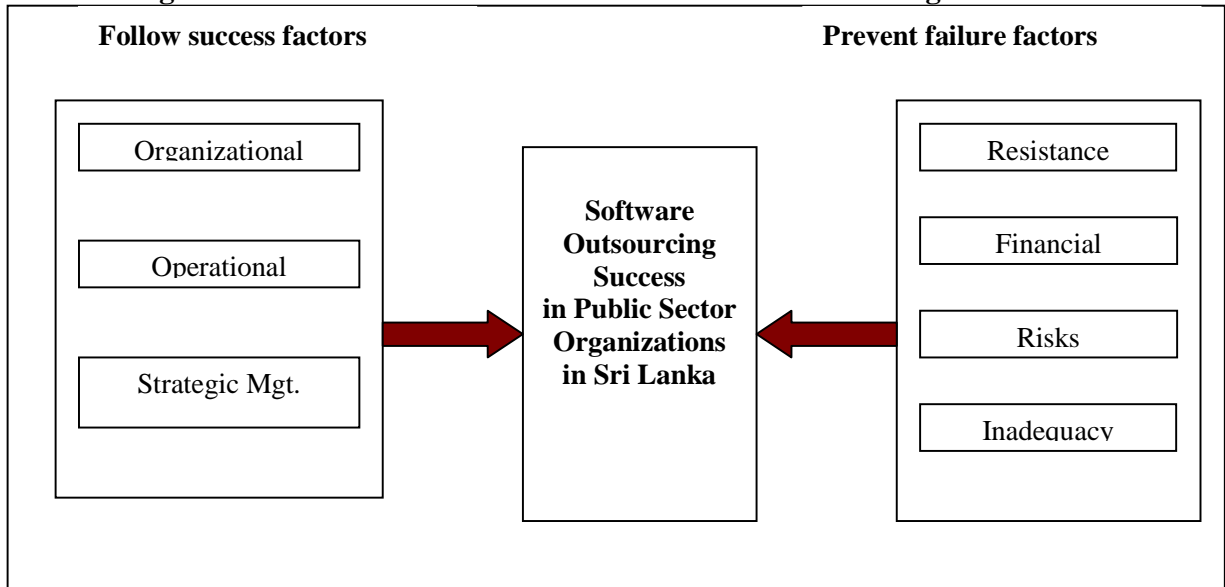 Follow success factors
Prevent failure factors
Organizational
Operational
Strategic Mgt.
Software
Outsourcing
Success
in Public Sector
Organizations
in Sri Lanka
Resistance
Financial
Risks
Inadequacy